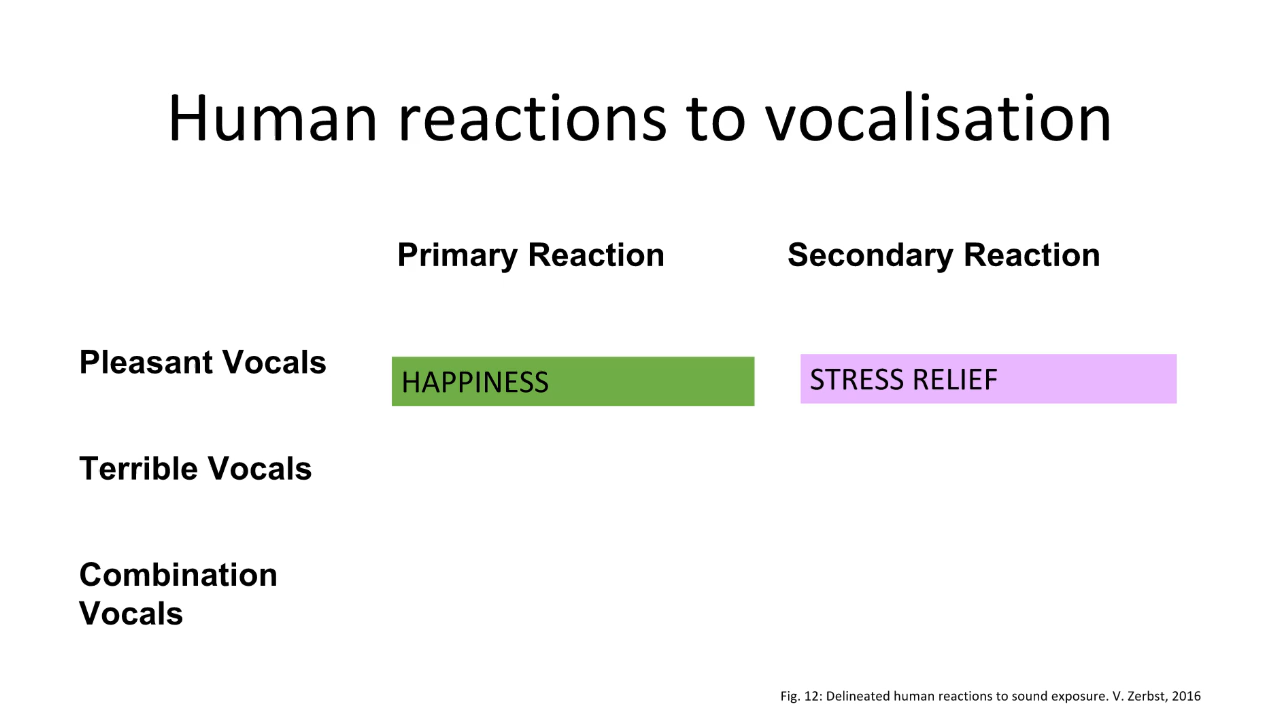 Human reactions to vocalisation
Primary Reaction
Secondary Reaction
Pleasant Vocals
HAPPINESS
STRESS RELIEF
Terrible Vocals
Combination
Vocals
Fig. 12: Delineated human reactions to sound exposure. V. Zerbst, 2016